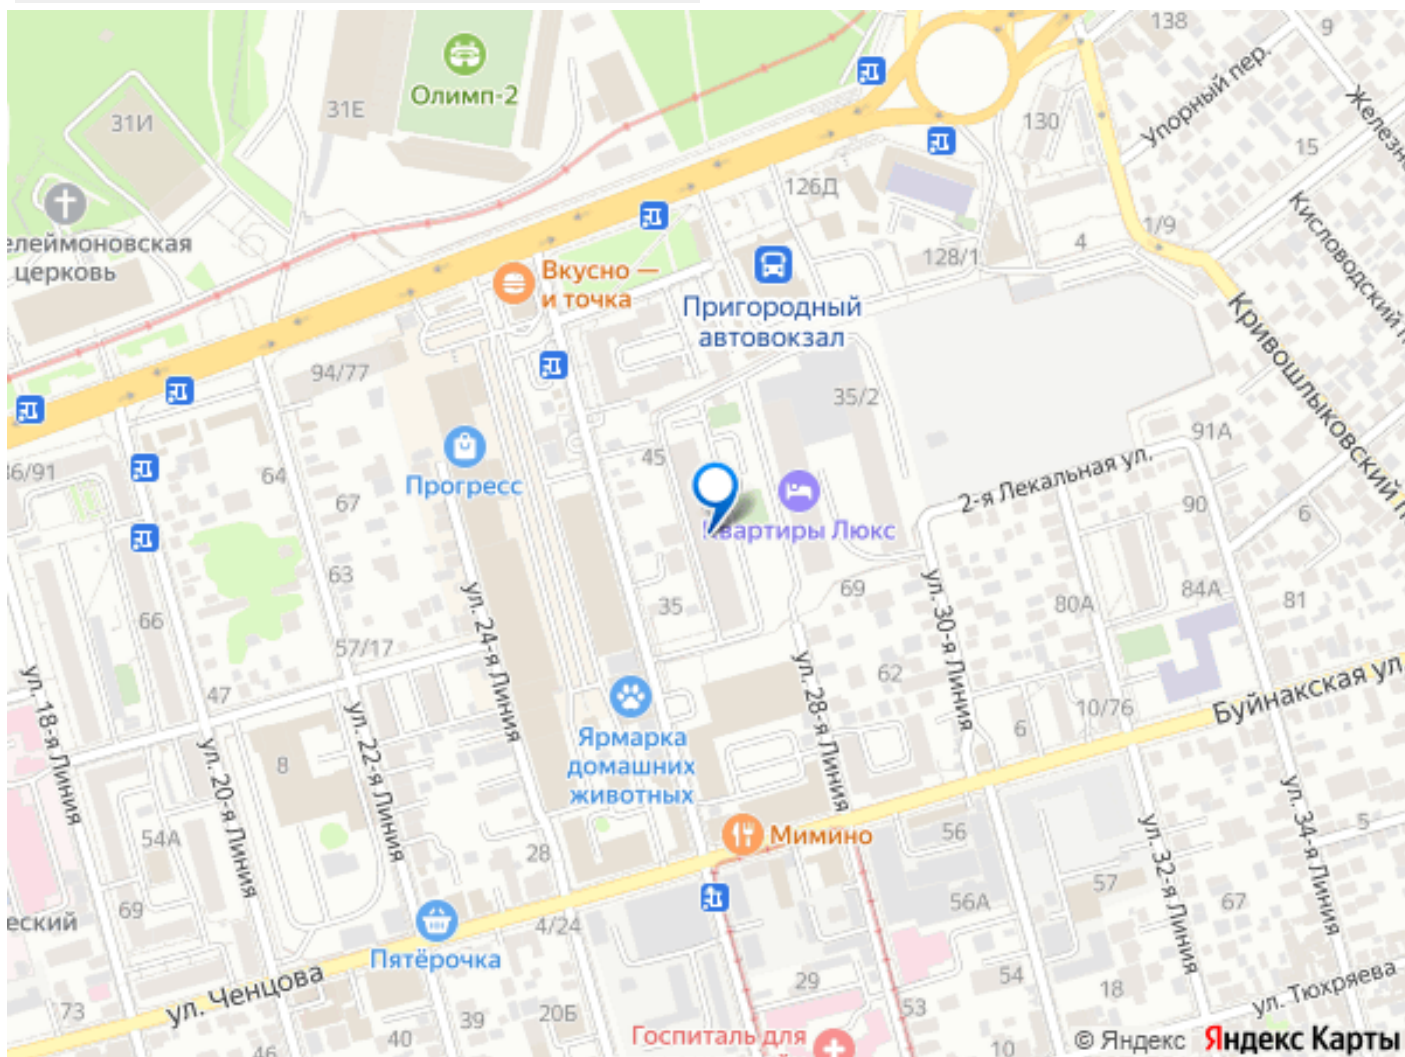 138
9
Олимп-2
31Е
31И
130
Упорный пер.
15
126Д
1/9
4
128/1
Кисловодский п
елеймоновская
церковь
Вкусно —
и точка
Пригородный
автовокзал
Кривошлыковский п
94/77
35/2
91А
36/91
64
Прогресс
45
67
2-я Лекальная ул.
90
6
Квартиры Люкс
63
35
69
80А
84А
81
66
57/17
ул. 24-я Линия
ул. 30-я Линия
62
47
ул. 18-я Линия
ул. 20-я Линия
ул. 22-я Линия
ул. 28-я Линия
10/76
6
Буйнакская ул
8
Ярмарка
домашних
животных
54А
28
Мимино
56
5
ул. 32-я Линия
ул. 34-я Линия
57
67
56А
69
еский
4/24
Пятёрочка
54
18
29
53
ул. Ченцова
ул. Тюхряева
73
40
39
20Б
46
10
Госпиталь для
© Яндекс Яндекс Карты